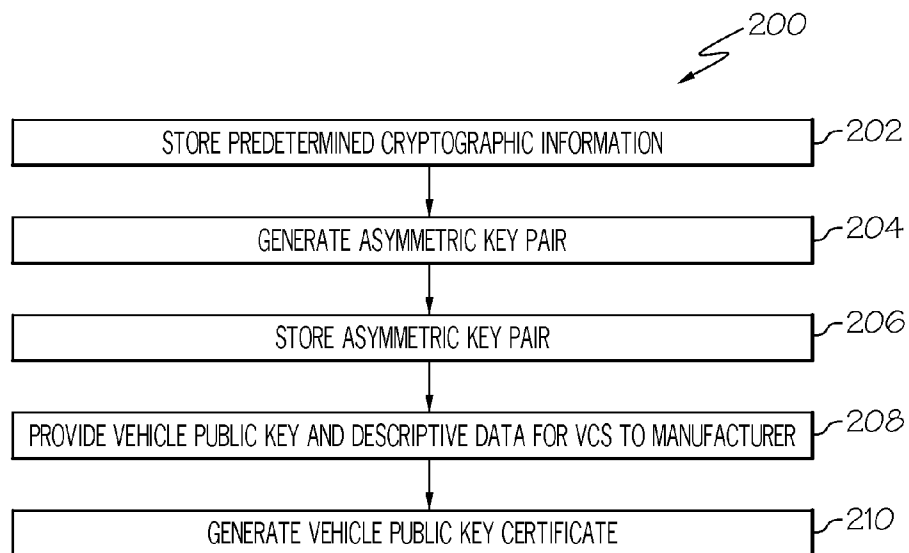 200
STORE PREDETERMINED CRYPTOGRAPHIC INFORMATION 202
GENERATE ASYMMETRIC KEY PAIR 204
STORE ASYMMETRIC KEY PAIR 206
PROVIDE VEHICLE PUBLIC KEY AND DESCRIPTIVE DATA FOR VCS TO MANUFACTURER 208
GENERATE VEHICLE PUBLIC KEY CERTIFICATE 210